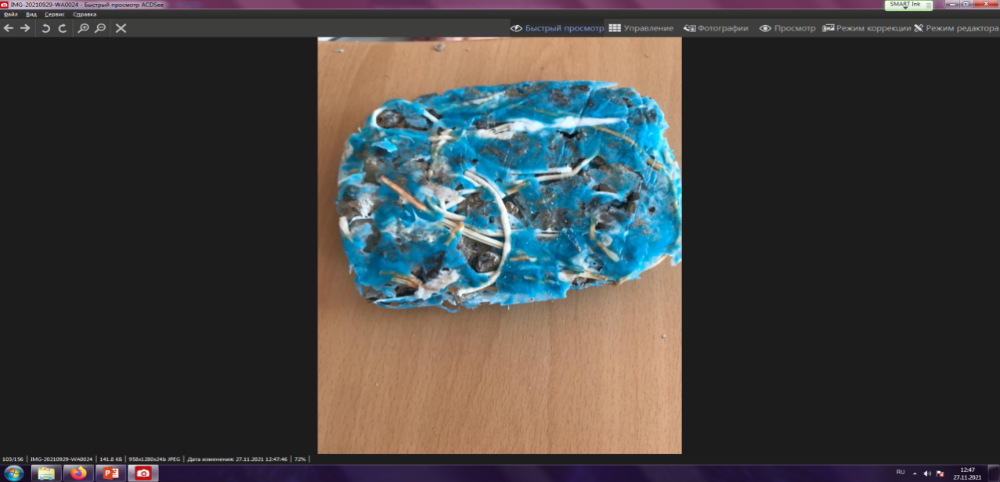 IMG-20210929-WA0024 - Быстрый просмотр ACDSee
SMART Ink
Файл Вид Сервис Справка
Быстрый просмотр Управление Фотографии Просмотр Режим коррекции Режим редактора
103/156 IMG-20210929-WA0024 141.8 КБ 958x1280x24b JPEG Дата изменения: 27.11.2021 12:47:46 72%
RU
12:47
27.11.2021